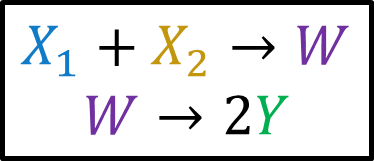 X₁ + X₂ → W
W → 2Y